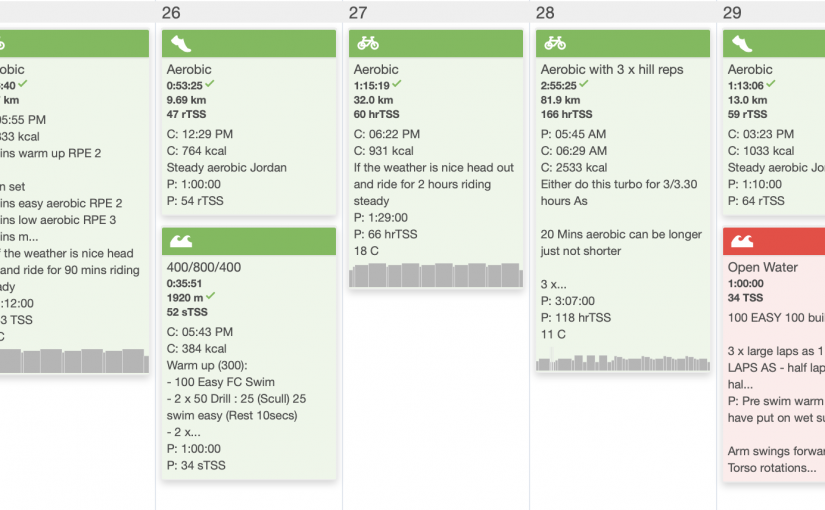 26
27
28
29
obic
:40
km
05:55 PM
833 kcal
ins warm up RPE 2
n set
ins easy aerobic RPE 2
ins low aerobic RPE 3
ins m...
f the weather is nice head
and ride for 90 mins riding
ady
:12:00
3 TSS
C
Aerobic
0:53:25
9.69 km
47 rTSS
C: 12:29 PM
C: 764 kcal
Steady aerobic Jordan
P: 1:00:00
P: 54 rTSS
400/800/400
0:35:51
1920 m
52 sTSS
C: 05:43 PM
C: 384 kcal
Warm up (300):
- 100 Easy FC Swim
- 2 x 50 Drill : 25 (Scull) 25
swim easy (Rest 10secs)
- 2 x...
P: 1:00:00
P: 34 sTSS
Aerobic
1:15:19
32.0 km
60 hrTSS
C: 06:22 PM
C: 931 kcal
If the weather is nice head out
and ride for 2 hours riding
steady
P: 1:29:00
P: 66 hrTSS
18 C
Aerobic with 3 x hill reps
2:55:25
81.9 km
166 hrTSS
P: 05:45 AM
C: 06:29 AM
C: 2533 kcal
Either do this turbo for 3/3.30
hours As
20 Mins aerobic can be longer
just not shorter
3 x...
P: 3:07:00
P: 118 hrTSS
11 C
Aerobic
1:13:06
13.0 km
59 rTSS
C: 03:23 PM
C: 1033 kcal
Steady aerobic Jo
P: 1:10:00
P: 64 rTSS
Open Water
1:00:00
34 TSS
100 EASY 100 bui
3 x large laps as 1
LAPS AS - half lap
hal...
P: Pre swim warm
have put on wet su
Arm swings forwar
Torso rotations...